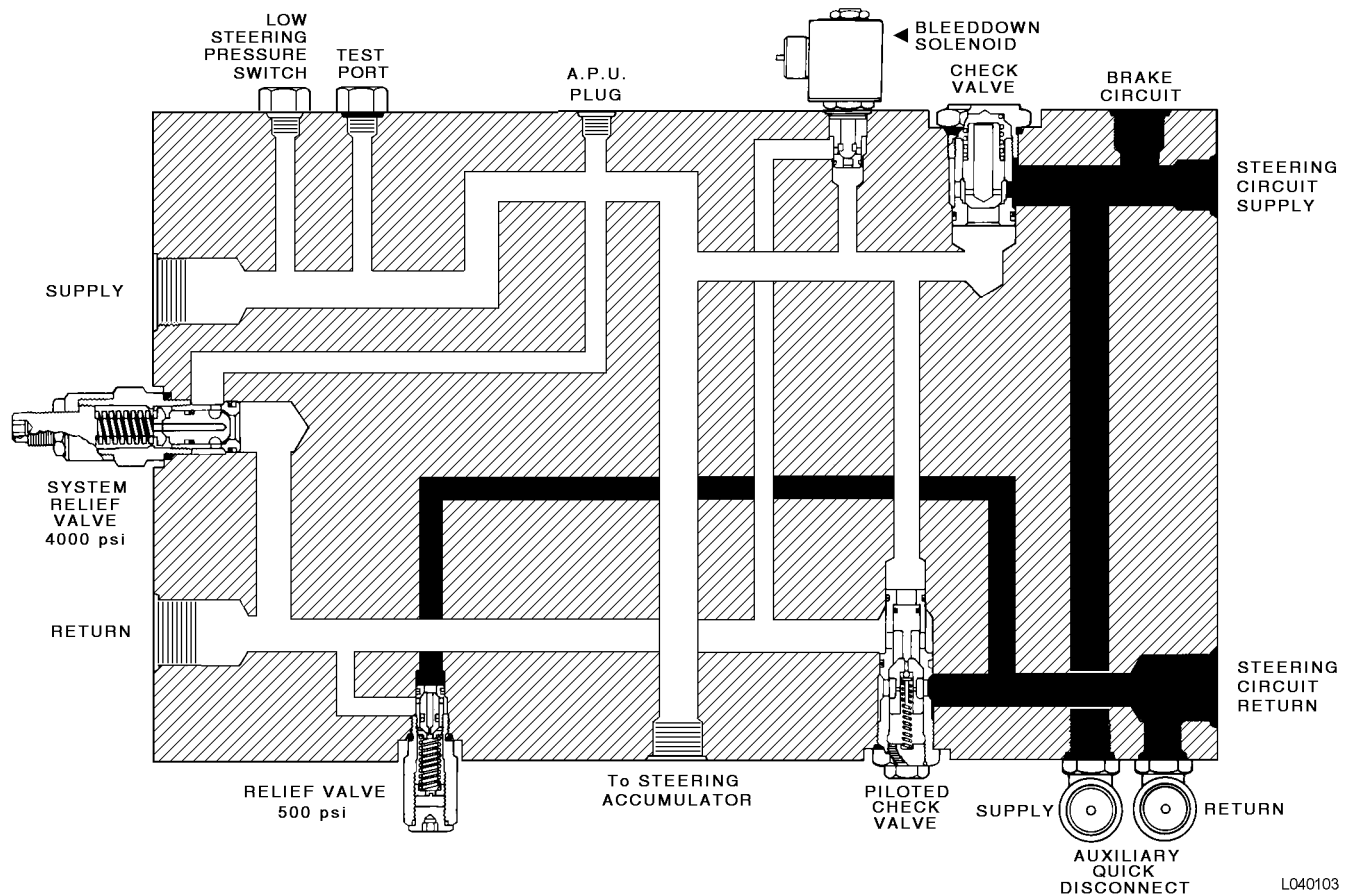 LOW
STEERING
PRESSURE
SWITCH
TEST
PORT
A.P.U.
PLUG
BLEEDDOWN
SOLENOID
CHECK
VALVE
BRAKE
CIRCUIT
STEERING
CIRCUIT
SUPPLY
SUPPLY
SYSTEM
RELIEF
VALVE
4000 psi
RETURN
STEERING
CIRCUIT
RETURN
RELIEF VALVE
500 psi
To STEERING
ACCUMULATOR
PILOTED
CHECK
VALVE
SUPPLY
RETURN
AUXILIARY
QUICK
DISCONNECT
L040103